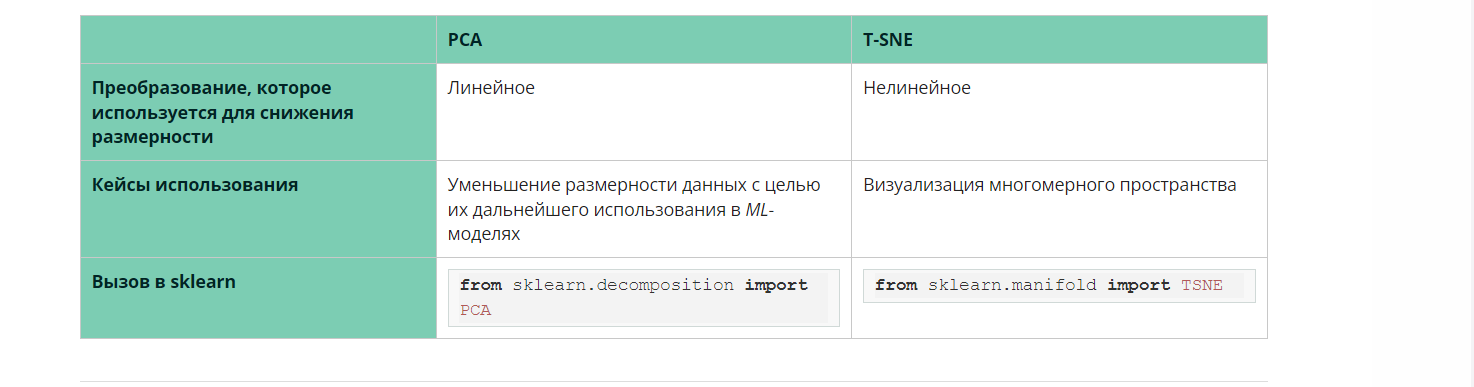 PCA
T-SNE
Преобразование, которое
используется для снижения
размерности
Линейное
Нелинейное
Кейсы использования
Уменьшение размерности данных с целью
их дальнейшего использования в ML-
моделях
Визуализация многомерного пространства
Вызов в sklearn
from sklearn.decomposition import
PCA
from sklearn.manifold import TSNE